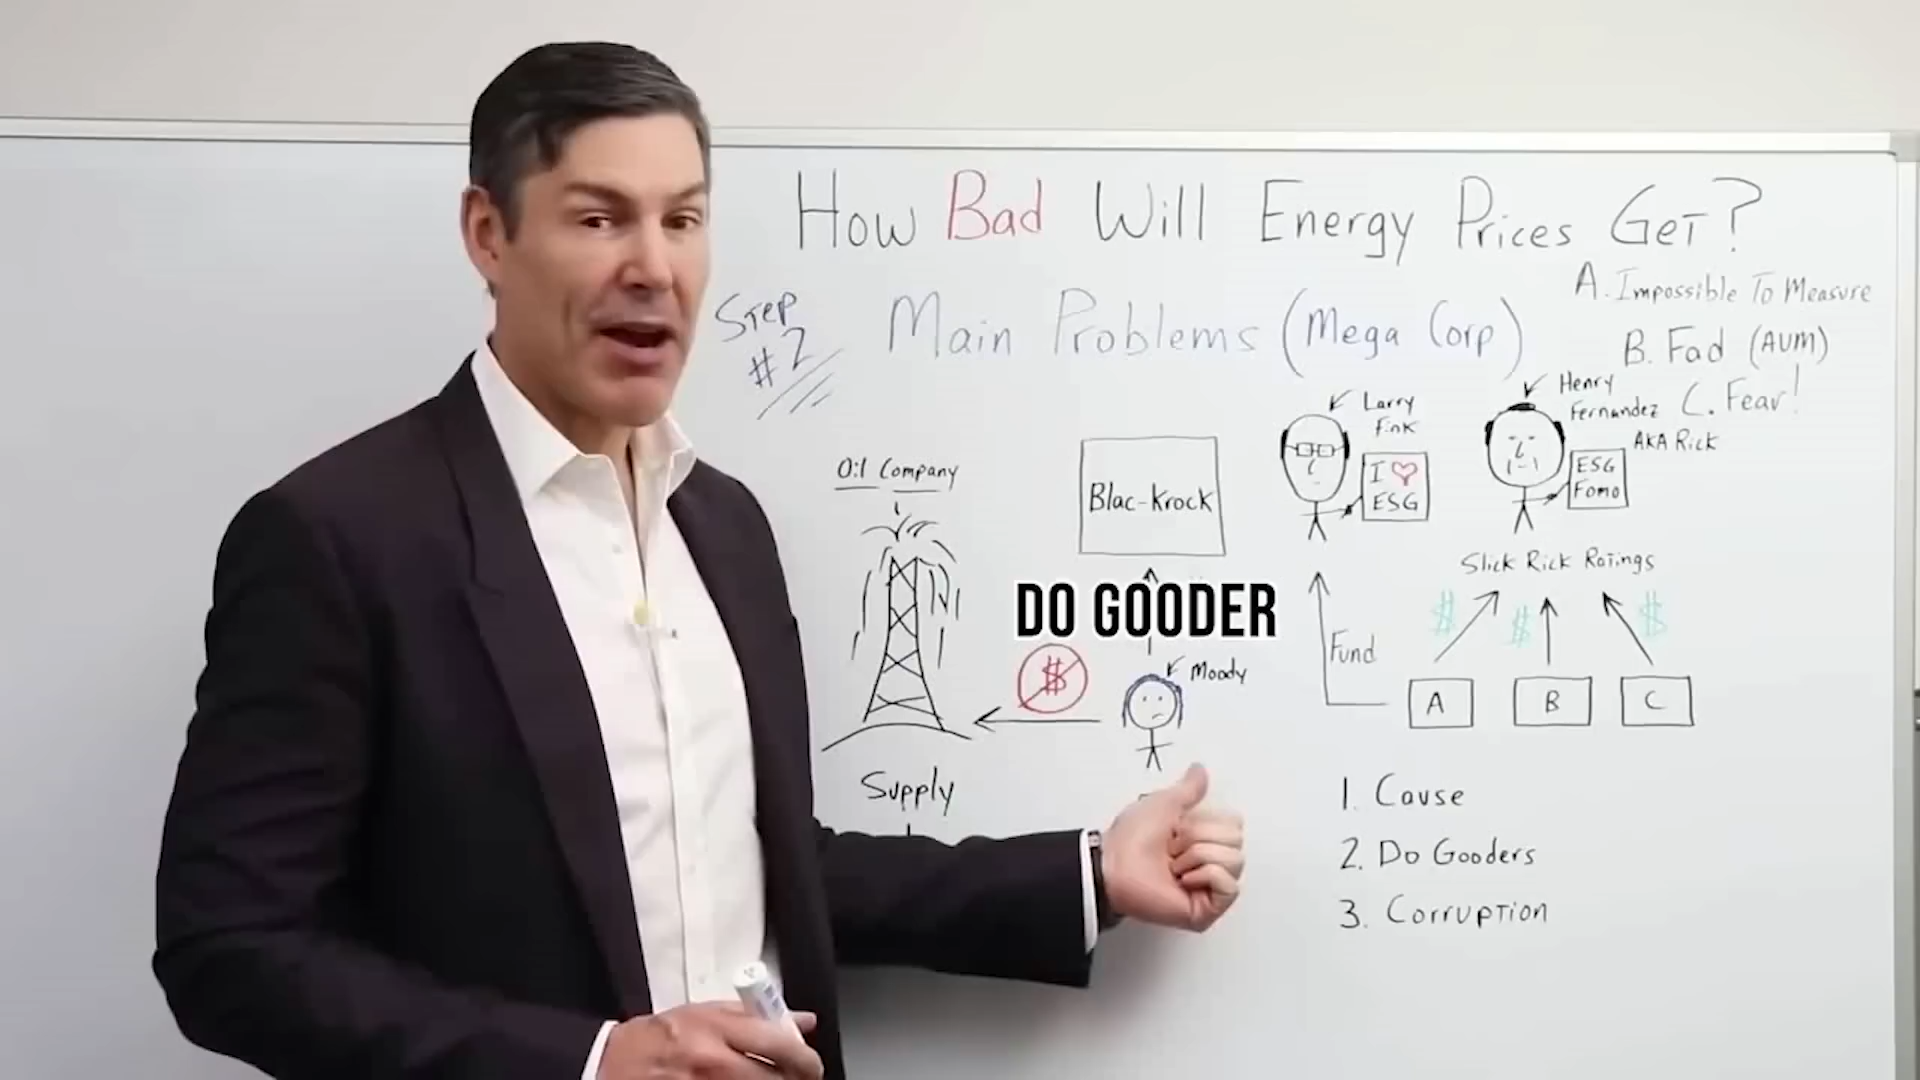 How Bad Will Energy Prices Get?
Step
#2
Main Problems (Mega Corp)
A. Impossible To Measure
B. Fad (AUM)
C. Fear!
Oil Company
Blac-Krock
Larry
Fink
I ♡
ESG
Henry
Fernandez
AKA Rick
ESG
Fomo
Slick Rick Ratings
$ $ $
DO GOODER
$
Moody
Fund
A B C
Supply
1. Cause
2. Do Gooders
3. Corruption